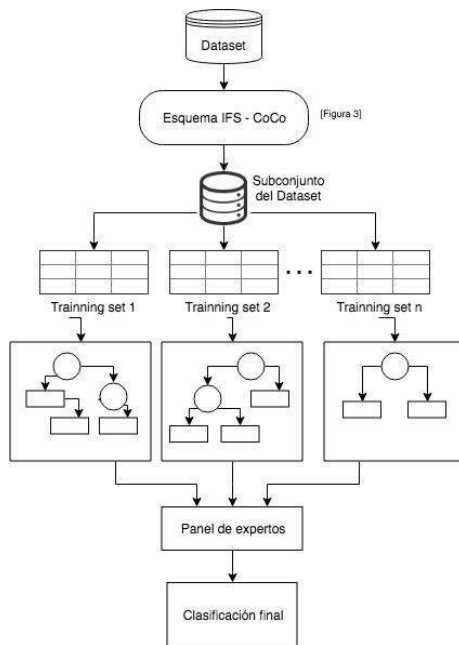 Dataset
Esquema IFS - CoCo
[Figura 3]
Subconjunto
del Dataset
Trainning set 1
Trainning set 2
Trainning set n
Panel de expertos
Clasificación final